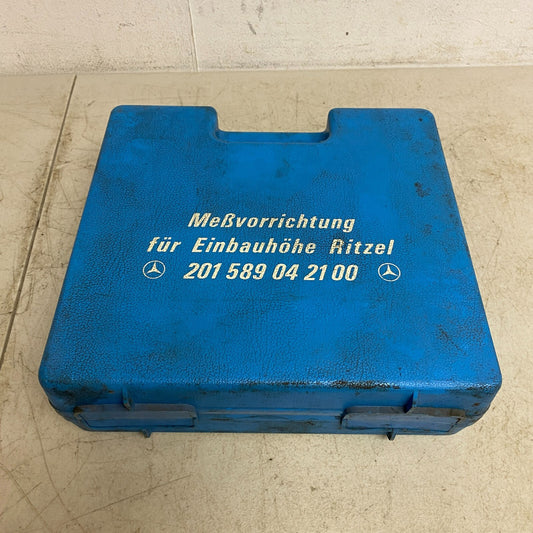 Meßvorrichtung
für Einbauhöhe Ritzel
201 589 04 21 00